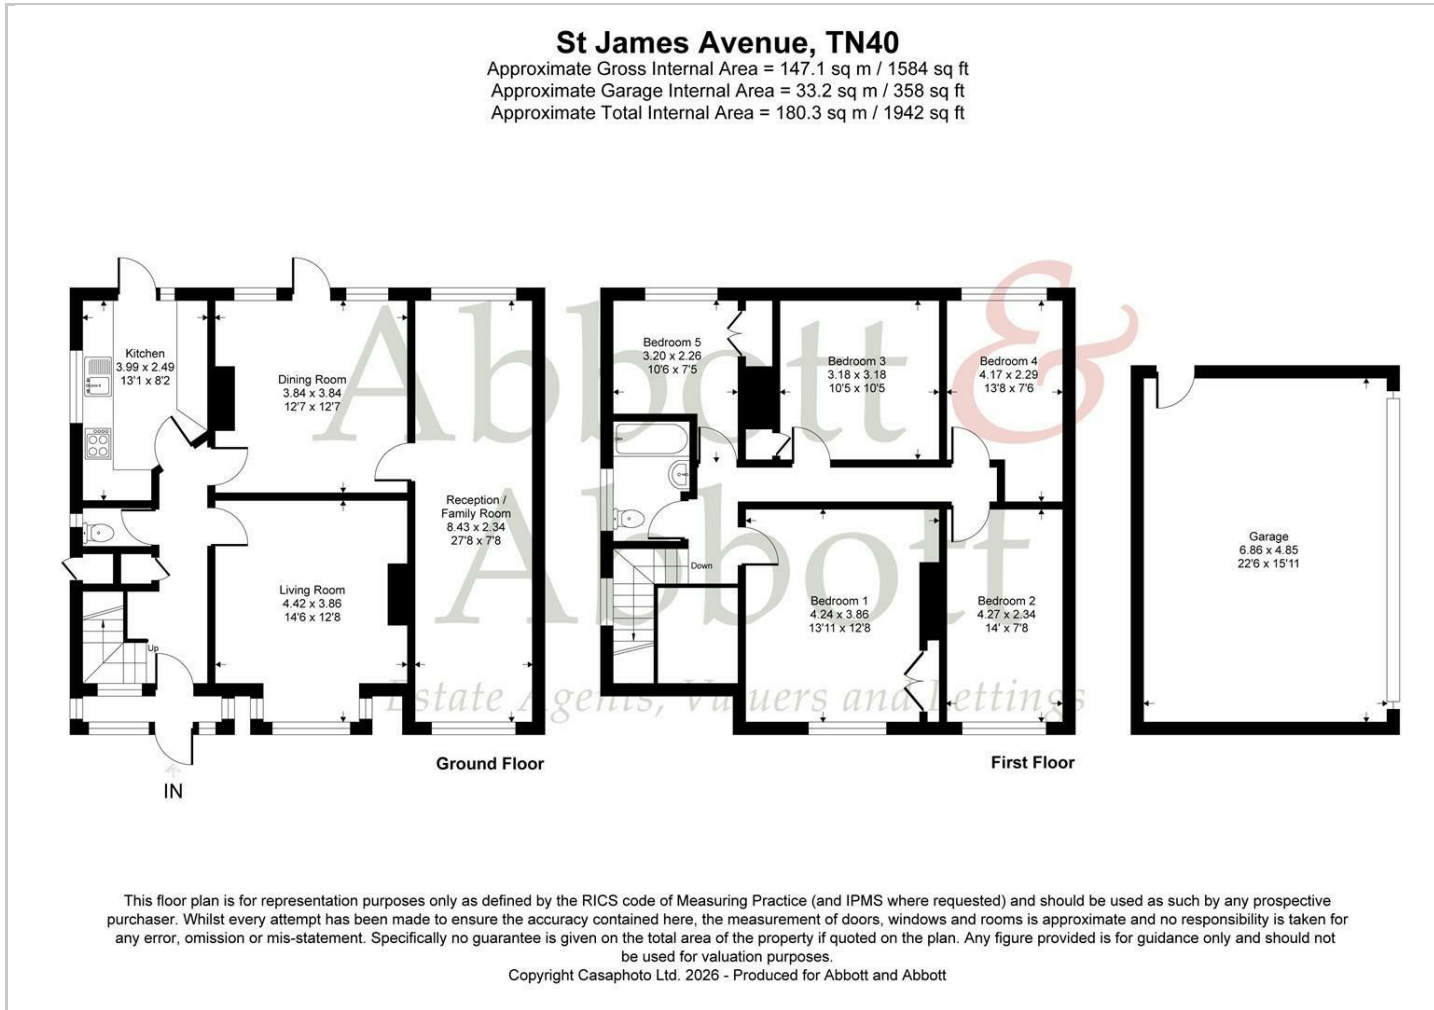 St James Avenue, TN40
Approximate Gross Internal Area = 147.1 sq m / 1584 sq ft
Approximate Garage Internal Area = 33.2 sq m / 358 sq ft
Approximate Total Internal Area = 180.3 sq m / 1942 sq ft
Abbott &
Abbott
Estate Agents, Valuers and Lettings
Kitchen
3.99 x 2.49
13'1 x 8'2
Dining Room
3.84 x 3.84
12'7 x 12'7
Reception /
Family Room
8.43 x 2.34
27'8 x 7'8
Living Room
4.42 x 3.86
14'6 x 12'8
Up
IN
Ground Floor
Bedroom 5
3.20 x 2.26
10'6 x 7'5
Bedroom 3
3.18 x 3.18
10'5 x 10'5
Bedroom 4
4.17 x 2.29
13'8 x 7'6
Down
Bedroom 1
4.24 x 3.86
13'11 x 12'8
Bedroom 2
4.27 x 2.34
14' x 7'8
First Floor
Garage
6.86 x 4.85
22'6 x 15'11
This floor plan is for representation purposes only as defined by the RICS code of Measuring Practice (and IPMS where requested) and should be used as such by any prospective
purchaser. Whilst every attempt has been made to ensure the accuracy contained here, the measurement of doors, windows and rooms is approximate and no responsibility is taken for
any error, omission or mis-statement. Specifically no guarantee is given on the total area of the property if quoted on the plan. Any figure provided is for guidance only and should not
be used for valuation purposes.
Copyright Casaphoto Ltd. 2026 - Produced for Abbott and Abbott